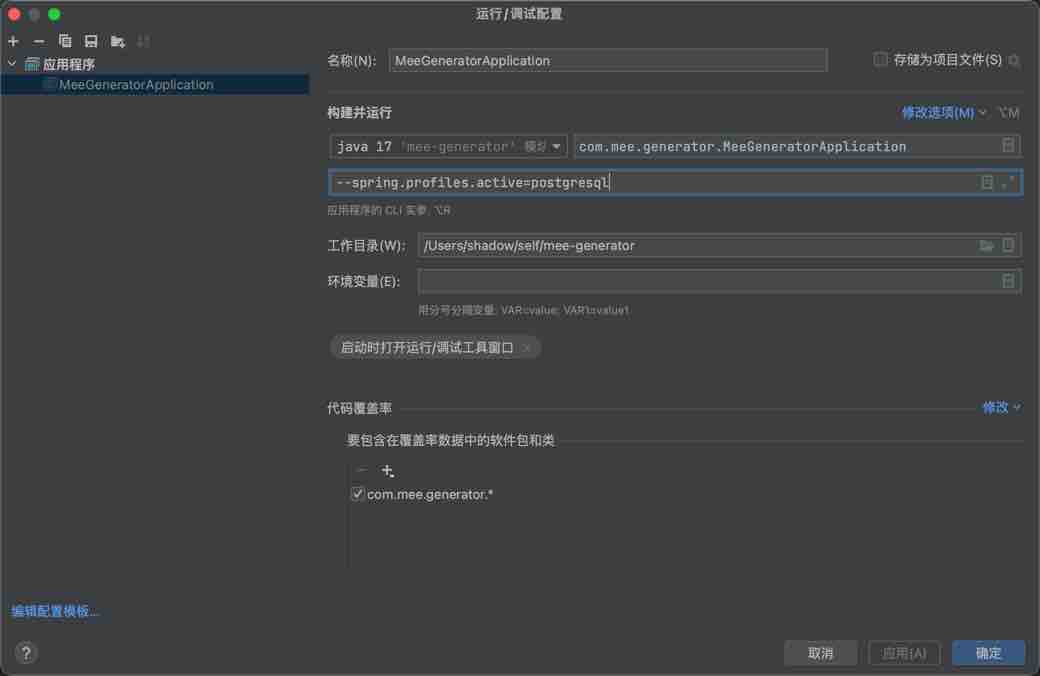 运行/调试配置
应用程序
MeeGeneratorApplication
名称(N): MeeGeneratorApplication 存储为项目文件(S)
构建并运行 修改选项(M) ⌥M
java 17 'mee-generator' 模块 com.mee.generator.MeeGeneratorApplication
--spring.profiles.active=postgresql
应用程序的 CLI 实参. ⌥R
工作目录(W): /Users/shadow/self/mee-generator
环境变量(E):
用分号分隔变量: VAR=value; VAR1=value1
启动时打开运行/调试工具窗口 ×
代码覆盖率 修改
要包含在覆盖率数据中的软件包和类
com.mee.generator.*
编辑配置模板...
? 取消 应用(A) 确定